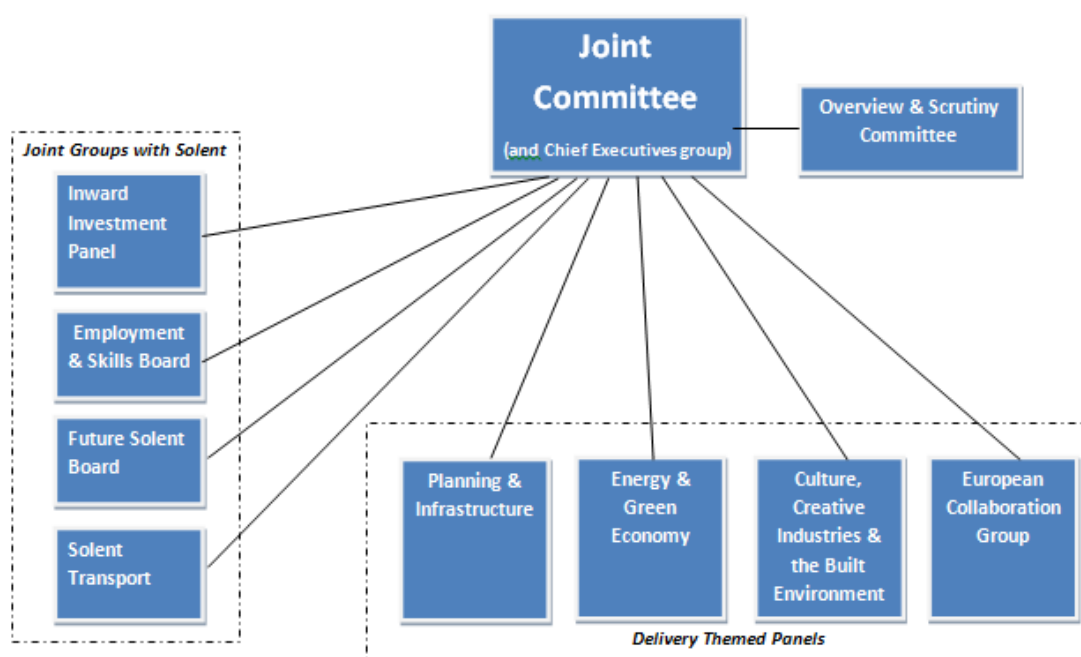 Joint
Committee
(and Chief Executives group)
Overview & Scrutiny
Committee
Joint Groups with Solent
Inward
Investment
Panel
Employment
& Skills Board
Future Solent
Board
Solent
Transport
Planning &
Infrastructure
Energy &
Green
Economy
Culture,
Creative
Industries &
the Built
Environment
European
Collaboration
Group
Delivery Themed Panels